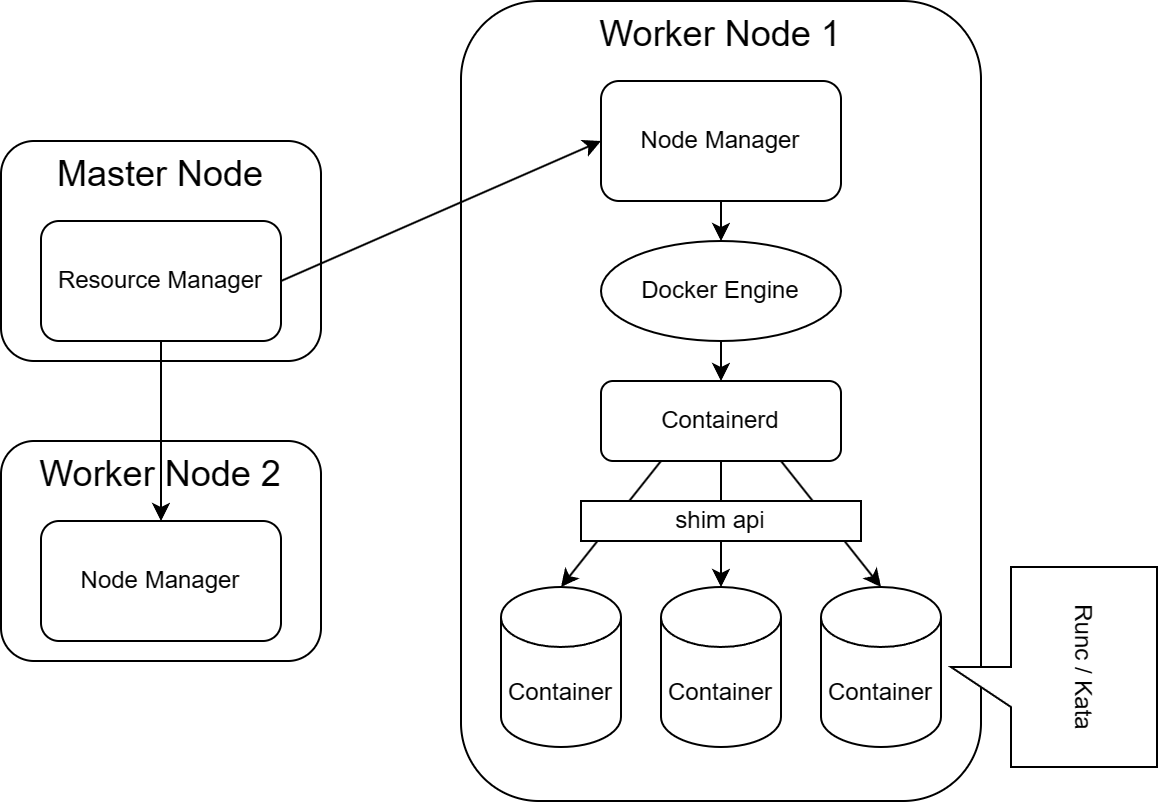 Worker Node 1
Node Manager
Master Node
Resource Manager
Docker Engine
Containerd
Worker Node 2
shim api
Node Manager
Container
Container
Container
Runc / Kata